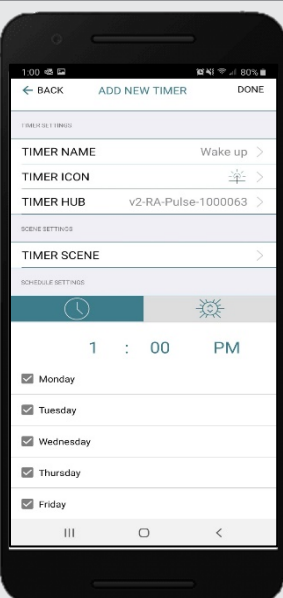 1:00 80%
← BACK ADD NEW TIMER DONE
TIMER SETTINGS
TIMER NAME Wake up >
TIMER ICON >
TIMER HUB v2-RA-Pulse-1000063 >
SCENE SETTINGS
TIMER SCENE >
SCHEDULE SETTINGS
1 : 00 PM
Monday
Tuesday
Wednesday
Thursday
Friday